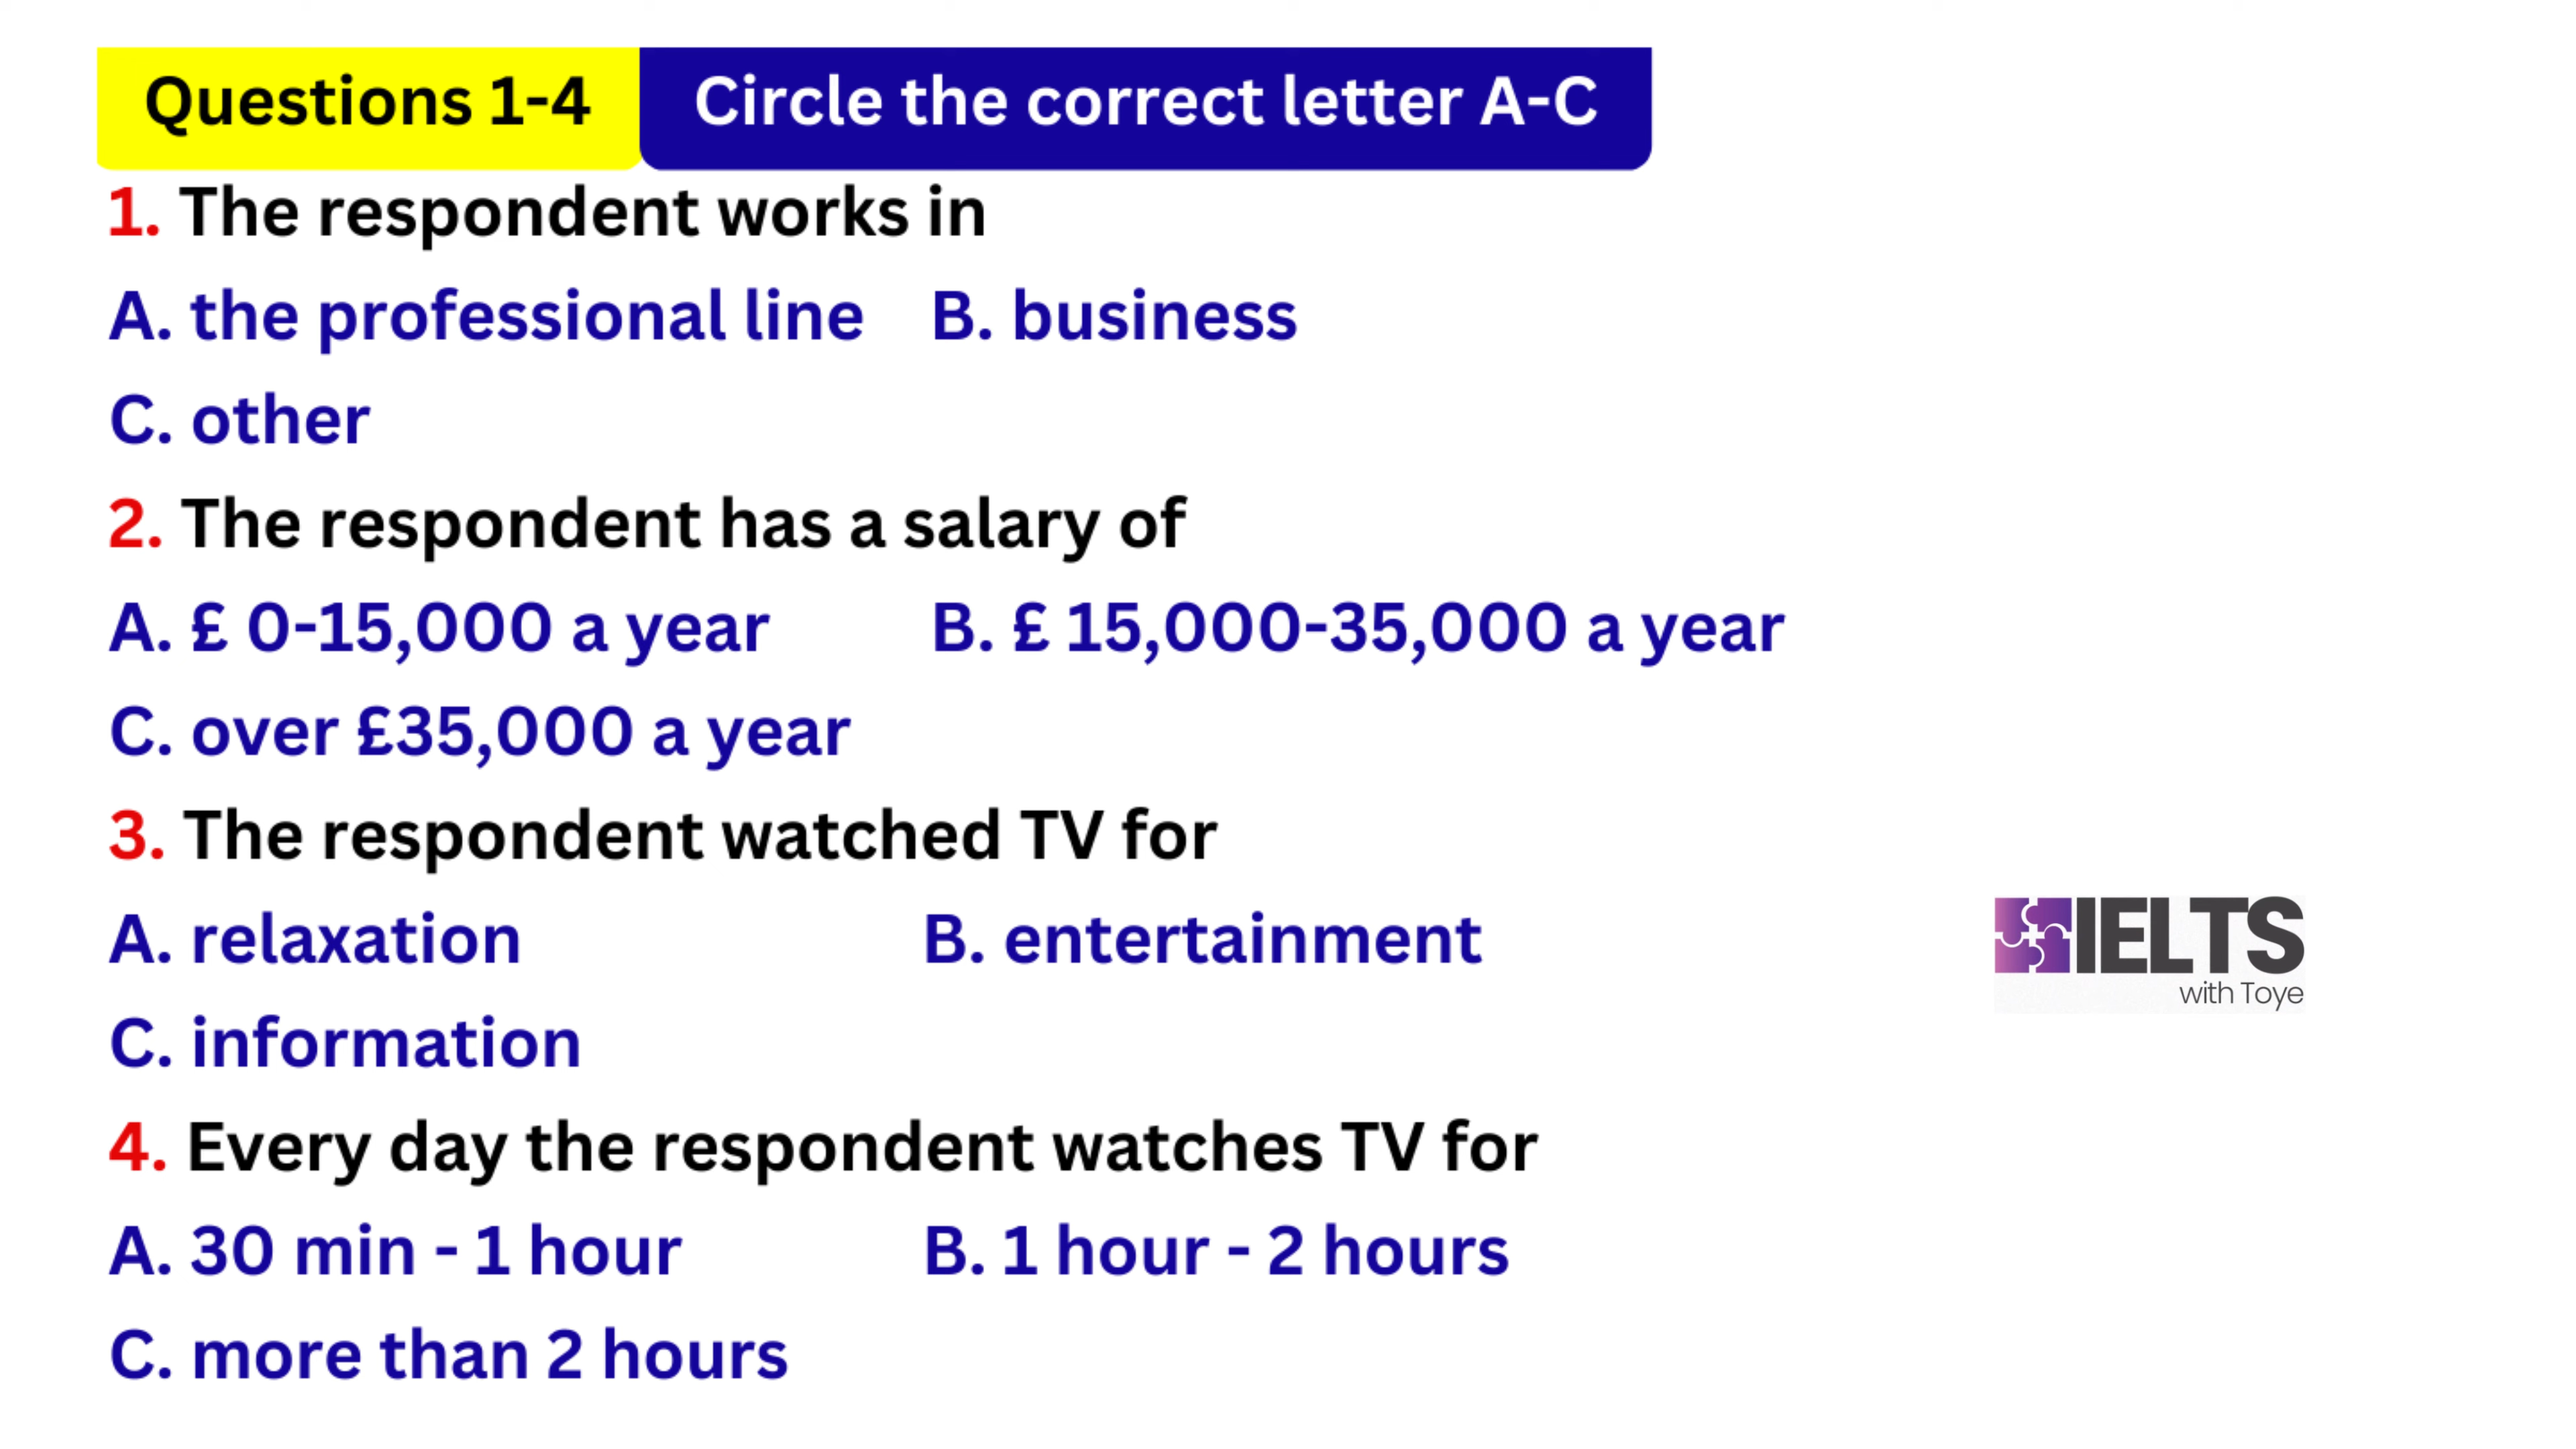 Questions 1-4 Circle the correct letter A-C
1. The respondent works in
A. the professional line B. business
C. other
2. The respondent has a salary of
A. £ 0-15,000 a year B. £ 15,000-35,000 a year
C. over £35,000 a year
3. The respondent watched TV for
A. relaxation B. entertainment
C. information
4. Every day the respondent watches TV for
A. 30 min - 1 hour B. 1 hour - 2 hours
C. more than 2 hours
IELTS
with Toye